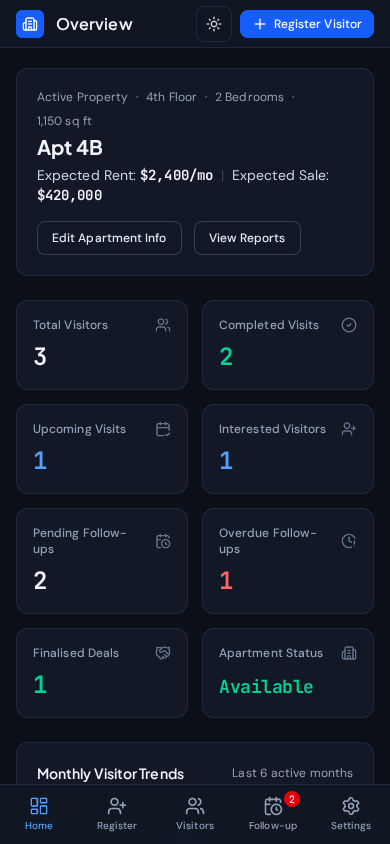 Overview
Register Visitor
Active Property · 4th Floor · 2 Bedrooms ·
1,150 sq ft
Apt 4B
Expected Rent: $2,400/mo | Expected Sale:
$420,000
Edit Apartment Info
View Reports
Total Visitors
3
Completed Visits
2
Upcoming Visits
1
Interested Visitors
1
Pending Follow-
ups
2
Overdue Follow-
ups
1
Finalised Deals
1
Apartment Status
Available
Monthly Visitor Trends
Last 6 active months
2
Home
Register
Visitors
Follow-up
Settings